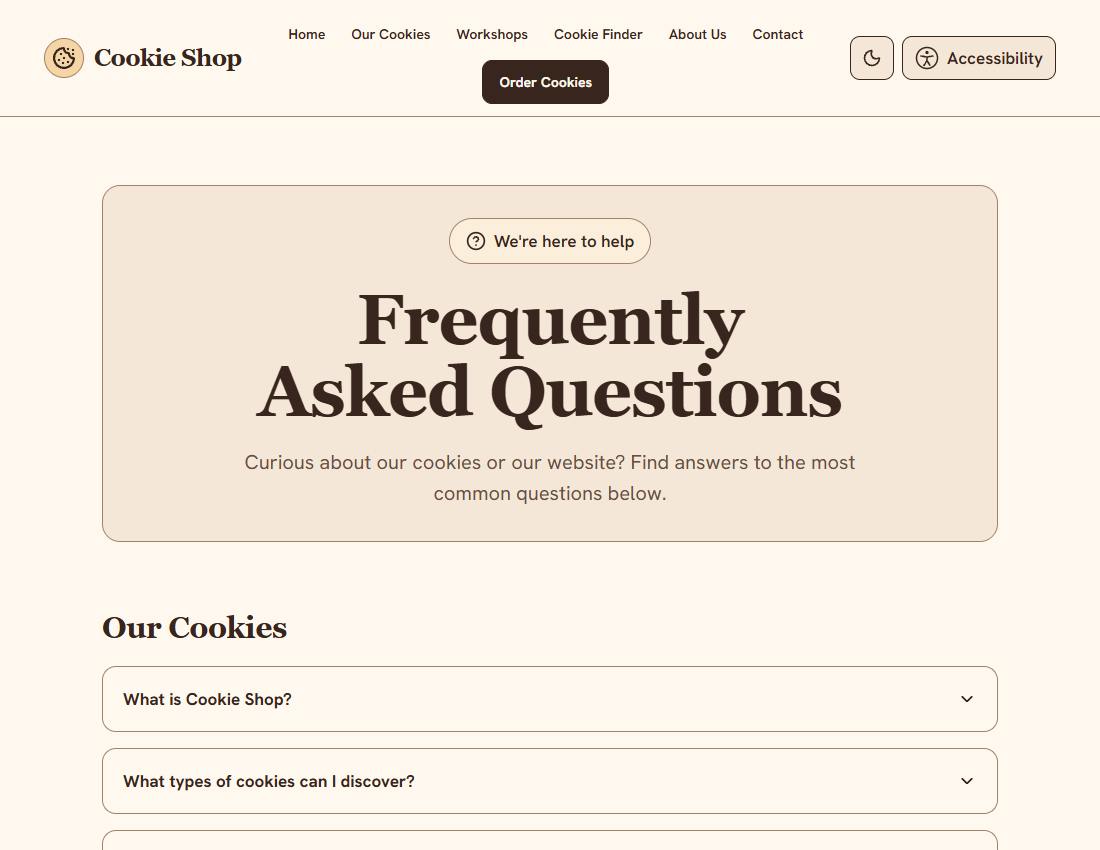 Cookie Shop
Home
Our Cookies
Workshops
Cookie Finder
About Us
Contact
Order Cookies
Accessibility
We're here to help
Frequently
Asked Questions
Curious about our cookies or our website? Find answers to the most
common questions below.
Our Cookies
What is Cookie Shop?
What types of cookies can I discover?